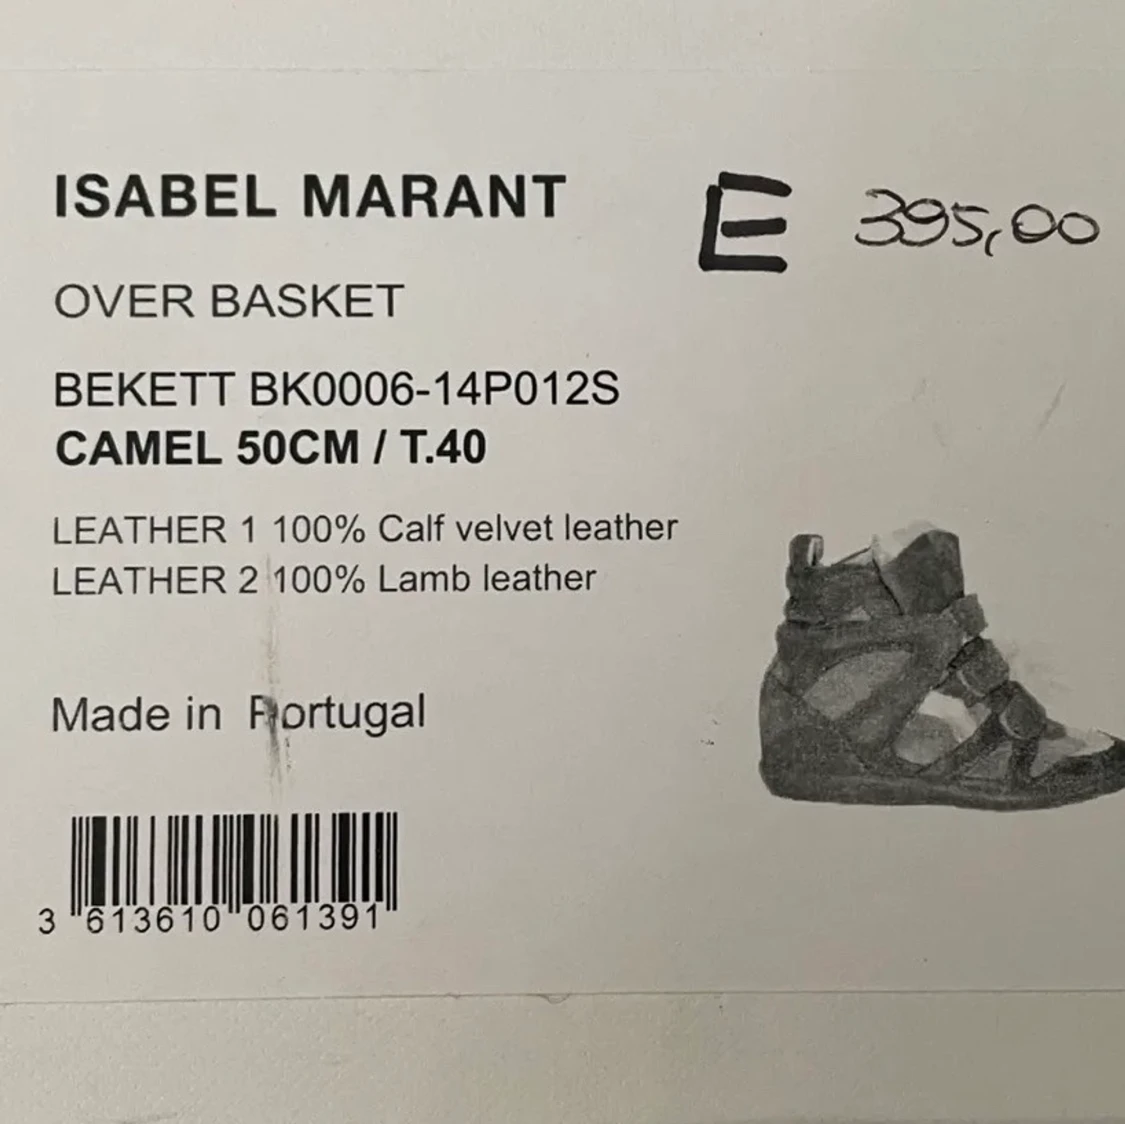 ISABEL MARANT
E 395,00
OVER BASKET
BEKETT BK0006-14P012S
CAMEL 50CM / T.40
LEATHER 1 100% Calf velvet leather
LEATHER 2 100% Lamb leather
Made in Portugal
3 613610 061391